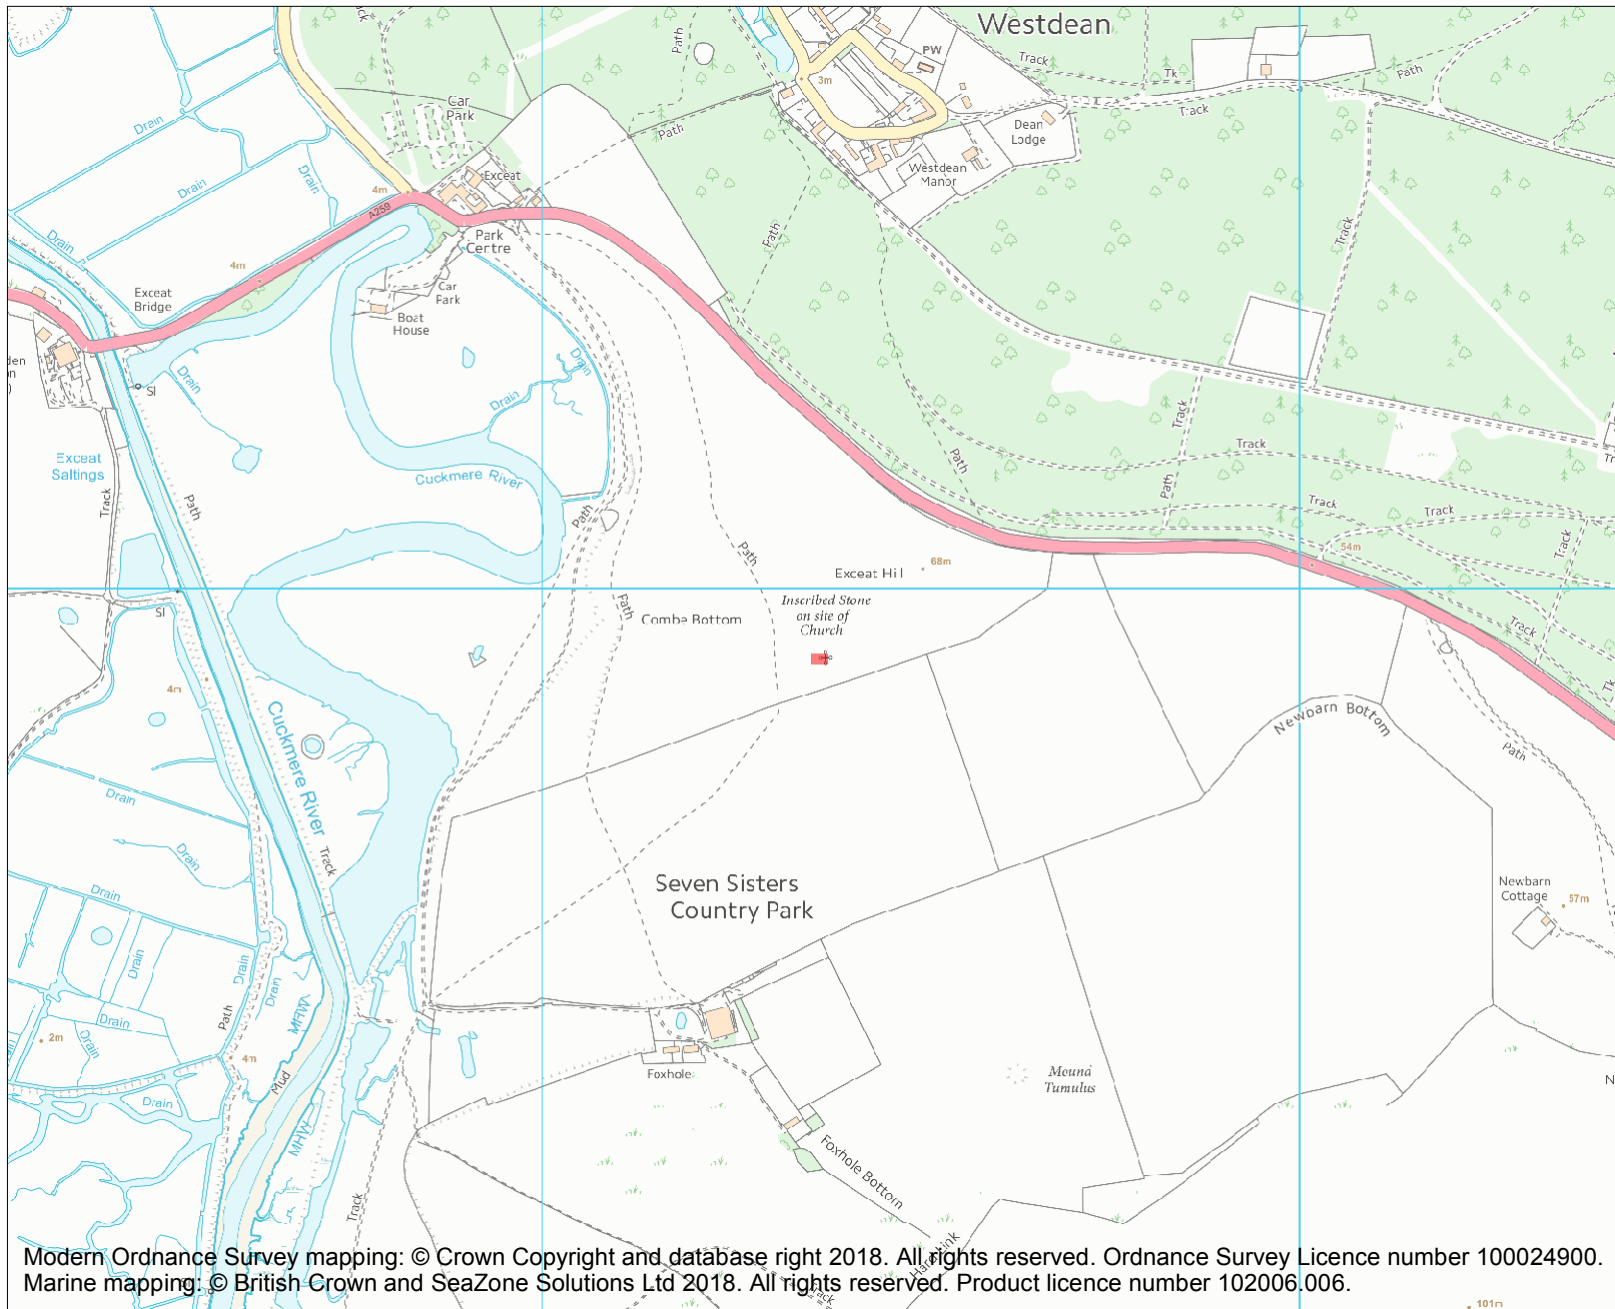 Westdean
PW
Track
Tk
Path
Track
Path
3m
Car
Park
Path
Dean
Lodge
Drain
Drain
Drain
Exceat
Westdean
Manor
4m
A259
Park
Centre
Path
Track
Drain
4m
Exceat
Bridge
Car
Park
Boat
House
Drain
Drain
Sl
Drain
Track
Exceat
Saltings
Track
Path
Cuckmere River
Path
Track
Path
Track
Track
Path
Path
54m
Track
Exceat Hill
68m
Sl
Path
Combe Bottom
Inscribed Stone
on site of
Church
Track
Tk
4m
Cuckmere River
Newbarn Bottom
Path
Drain
Track
Drain
Drain
Seven Sisters
Country Park
Newbarn
Cottage
57m
Drain
Drain
Drain
MHW
Path
Drain
2m
Drain
4m
Mud
Foxhole
Mound
Tumulus
Drain
MHW
Foxhole Bottom
Track
Track
101m
Modern Ordnance Survey mapping: © Crown Copyright and database right 2018. All rights reserved. Ordnance Survey Licence number 100024900.
Marine mapping: © British Crown and SeaZone Solutions Ltd 2018. All rights reserved. Product licence number 102006.006.